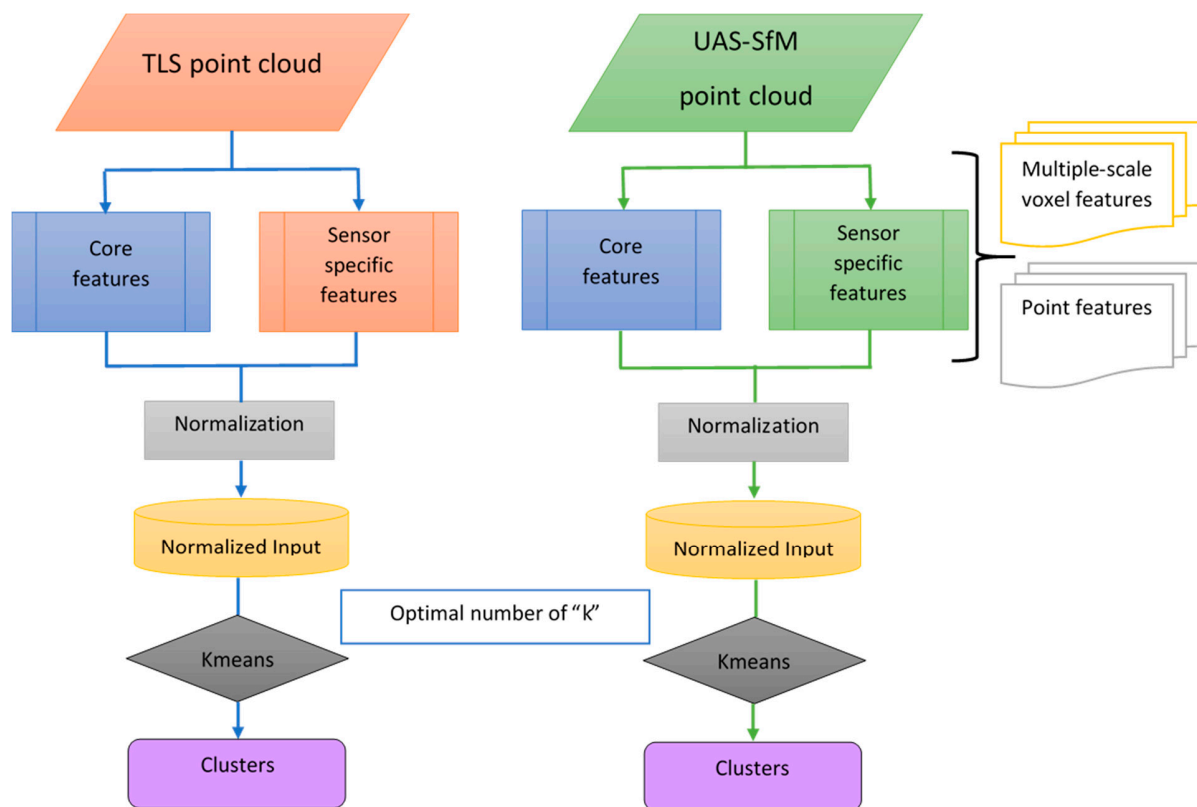 TLS point cloud
UAS-SfM
point cloud
Core
features
Sensor
specific
features
Core
features
Sensor
specific
features
Multiple-scale
voxel features
Point features
Normalization
Normalization
Normalized Input
Normalized Input
Optimal number of “K”
Kmeans
Kmeans
Clusters
Clusters